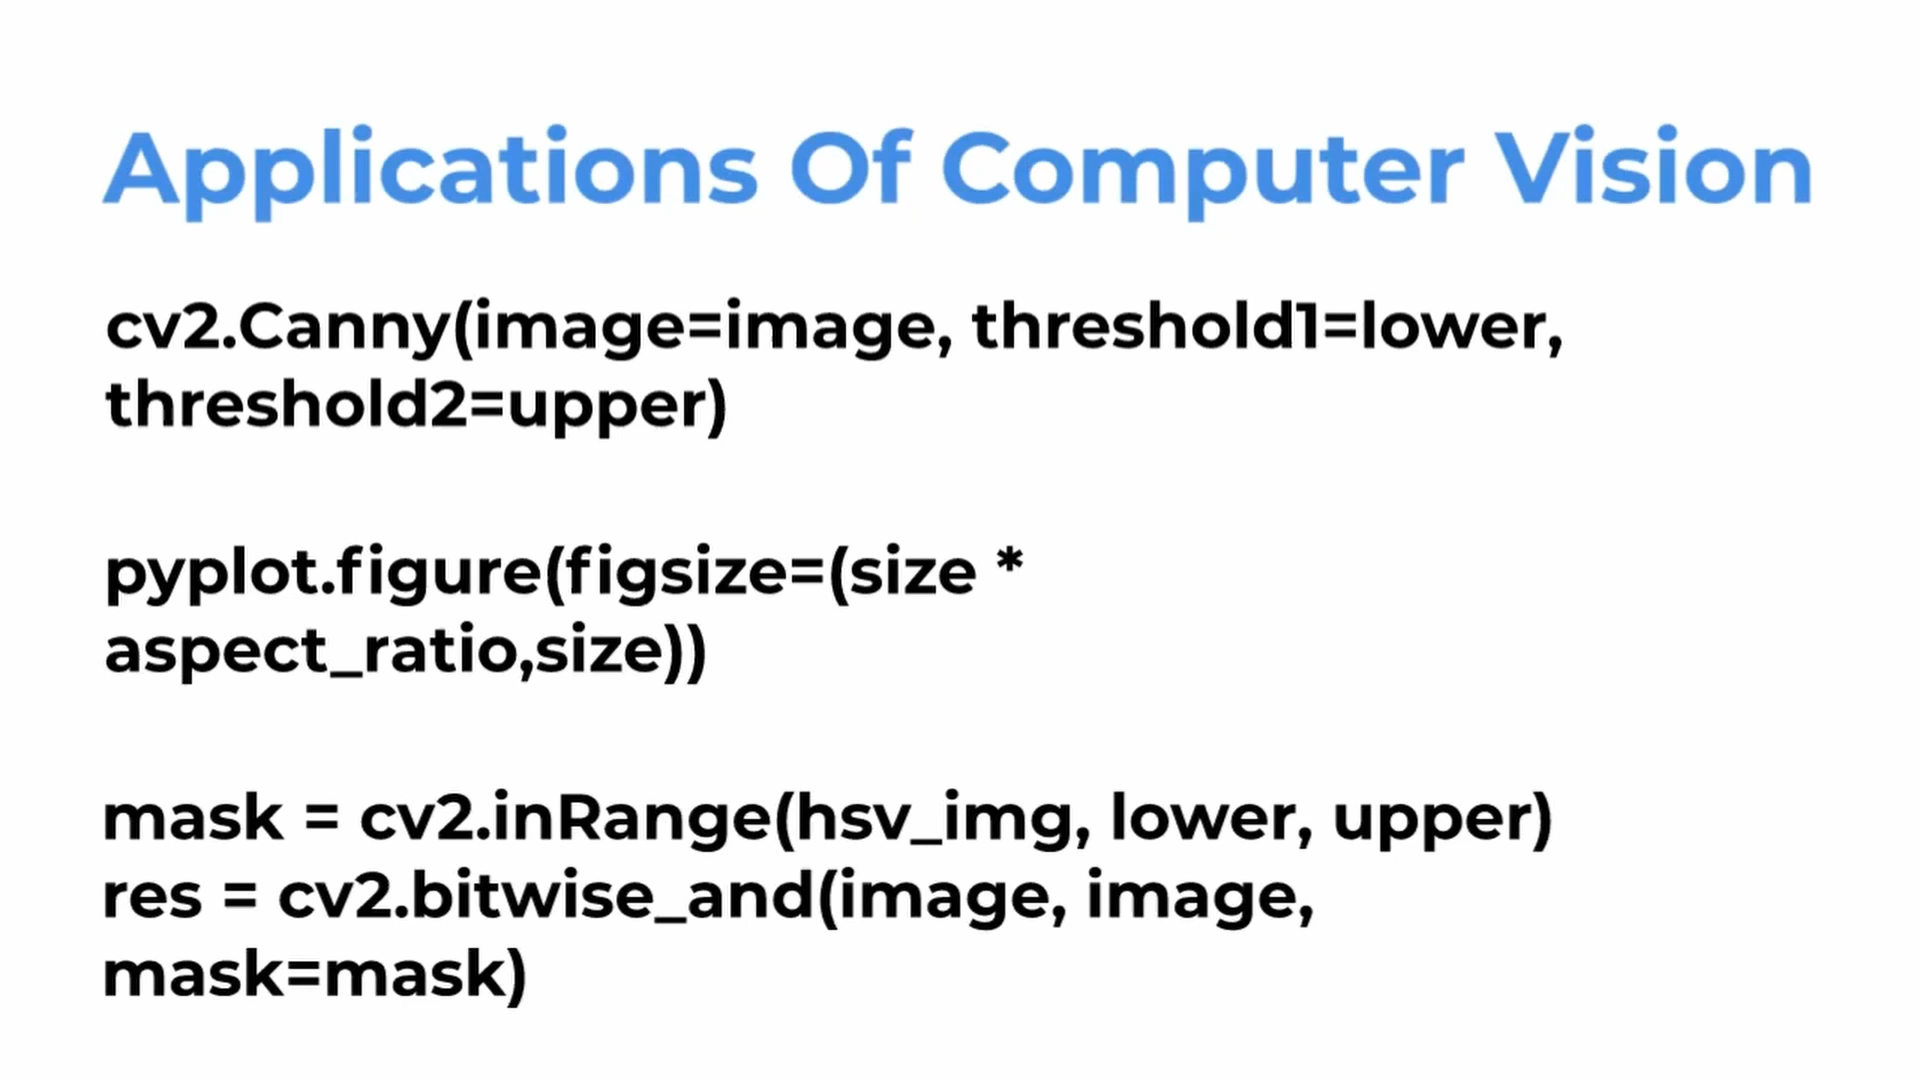 Applications Of Computer Vision
cv2.Canny(image=image, threshold1=lower,
threshold2=upper)
pyplot.figure(figsize=(size *
aspect_ratio,size))
mask = cv2.inRange(hsv_img, lower, upper)
res = cv2.bitwise_and(image, image,
mask=mask)